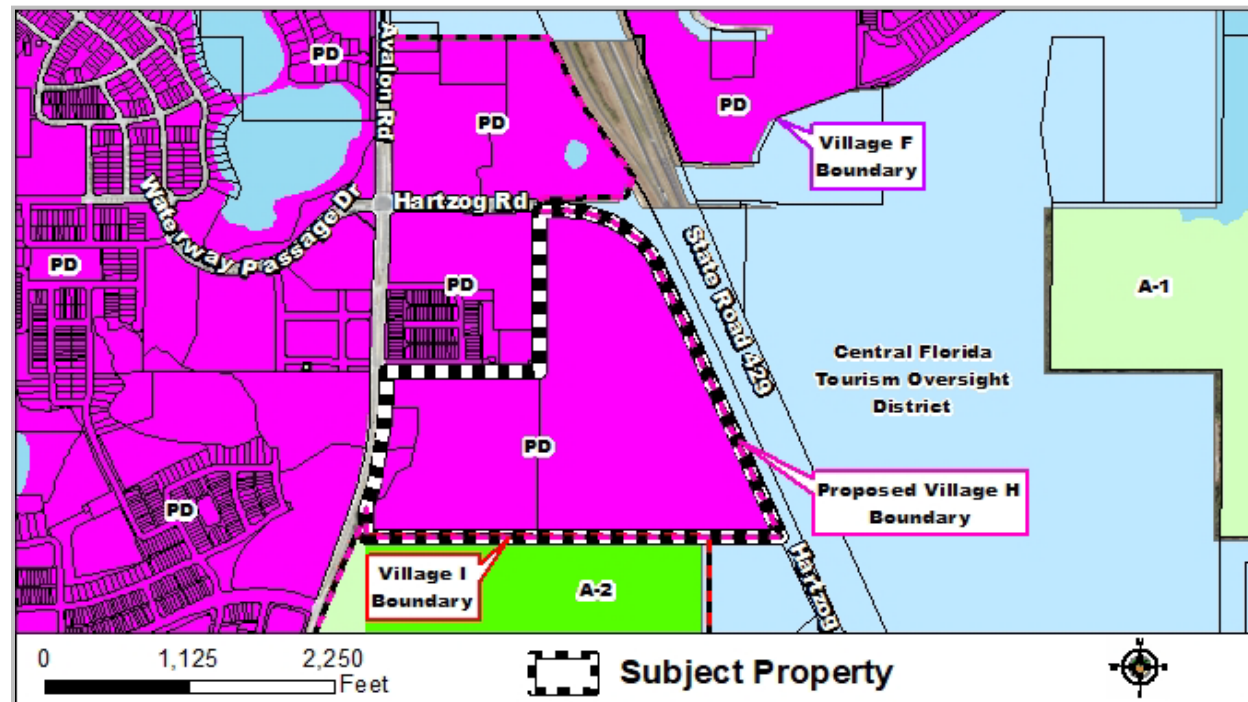 PD
Avalon Rd
PD
PD
Village F
Boundary
Waterway Passage Dr
Hartzog Rd
State Road 429
PD
PD
A-1
Central Florida
Tourism Oversight
District
PD
Proposed Village H
Boundary
PD
Village I
Boundary
A-2
Hartzog
0 1,125 2,250
Feet
Subject Property
N